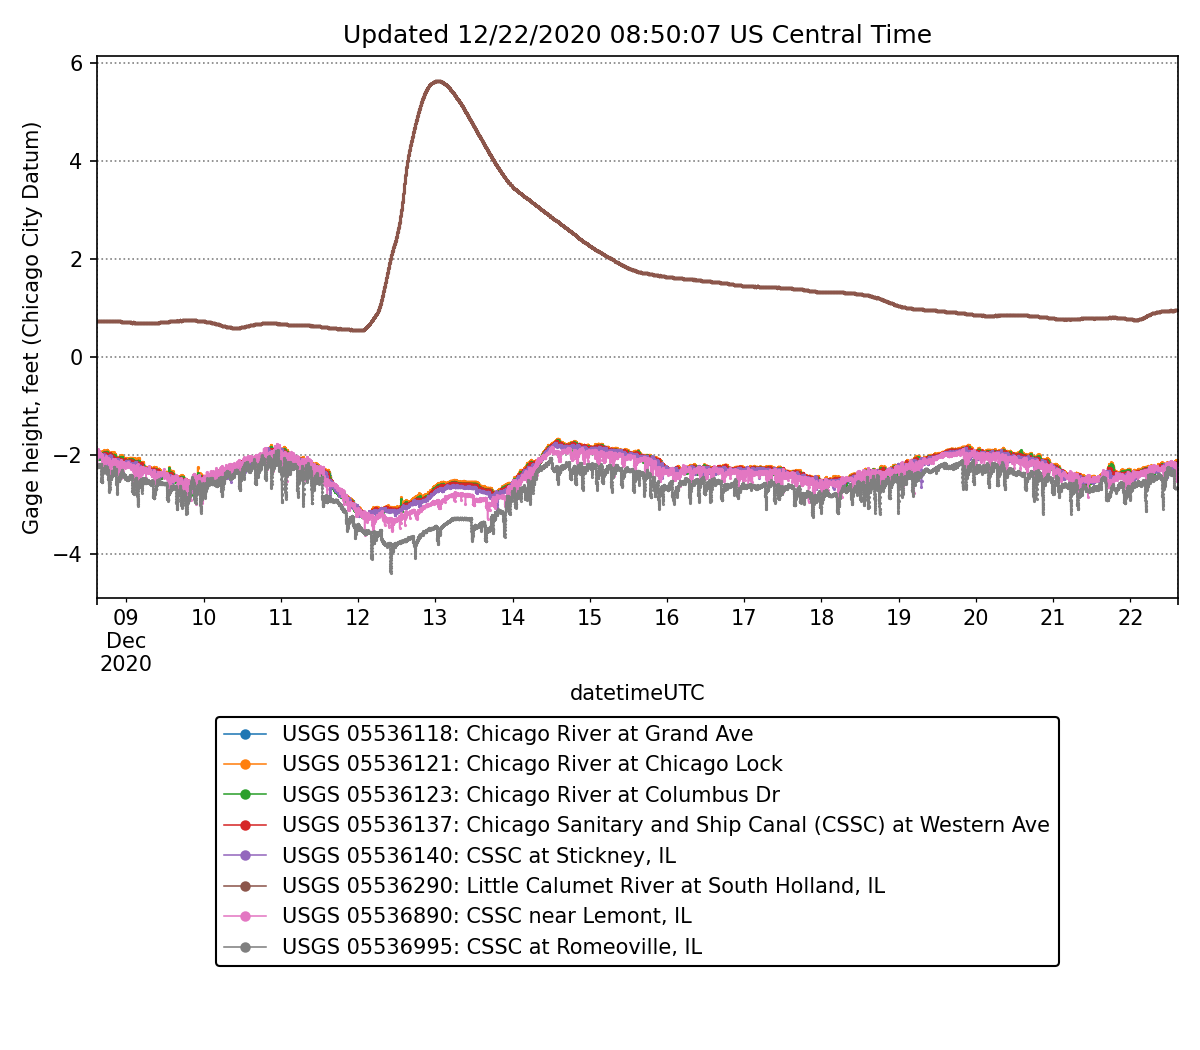 Updated 12/22/2020 08:50:07 US Central Time
Gage height, feet (Chicago City Datum)
6
4
2
0
−2
−4
09 10 11 12 13 14 15 16 17 18 19 20 21 22
Dec
2020
datetimeUTC
USGS 05536118: Chicago River at Grand Ave
USGS 05536121: Chicago River at Chicago Lock
USGS 05536123: Chicago River at Columbus Dr
USGS 05536137: Chicago Sanitary and Ship Canal (CSSC) at Western Ave
USGS 05536140: CSSC at Stickney, IL
USGS 05536290: Little Calumet River at South Holland, IL
USGS 05536890: CSSC near Lemont, IL
USGS 05536995: CSSC at Romeoville, IL